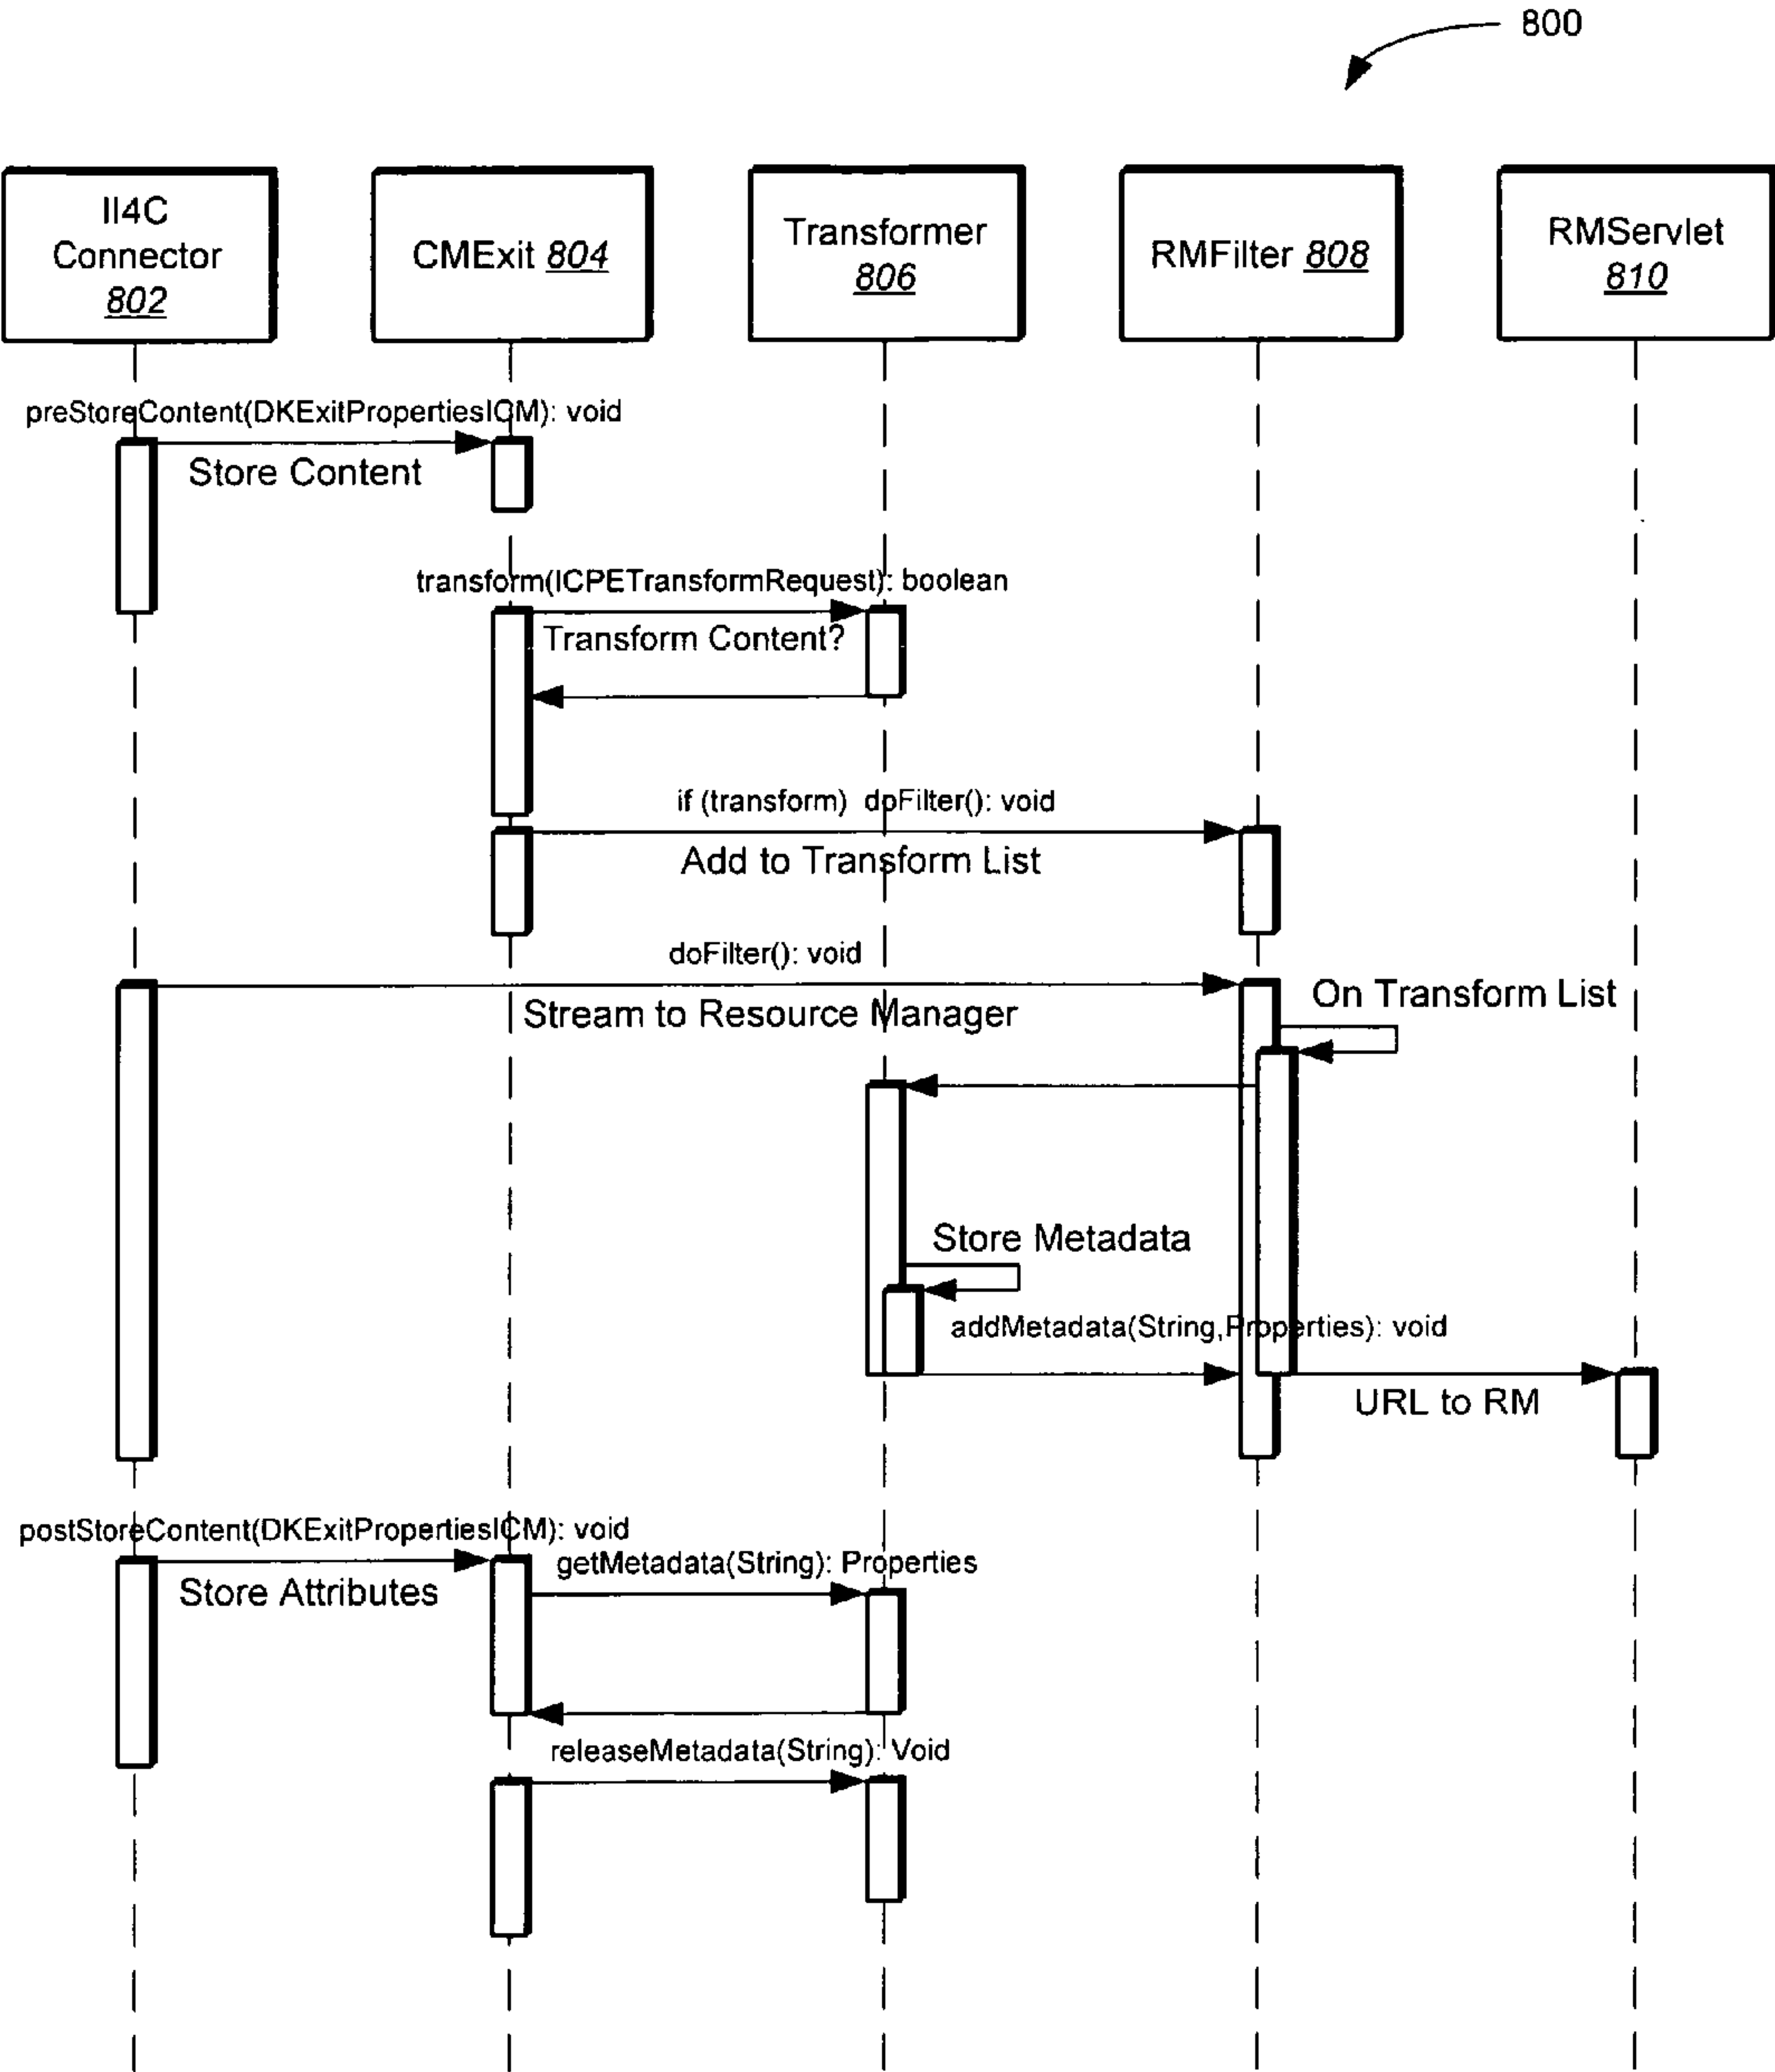 800
II4C
Connector
802
CMExit 804
Transformer
806
RMFilter 808
RMServlet
810
preStoreContent(DKExitPropertiesICM): void
Store Content
transform(ICPETransformRequest): boolean
Transform Content?
if (transform) doFilter(): void
Add to Transform List
doFilter(): void
Stream to Resource Manager
On Transform List
Store Metadata
addMetadata(String,Properties): void
URL to RM
postStoreContent(DKExitPropertiesICM): void
Store Attributes
getMetadata(String): Properties
releaseMetadata(String): Void